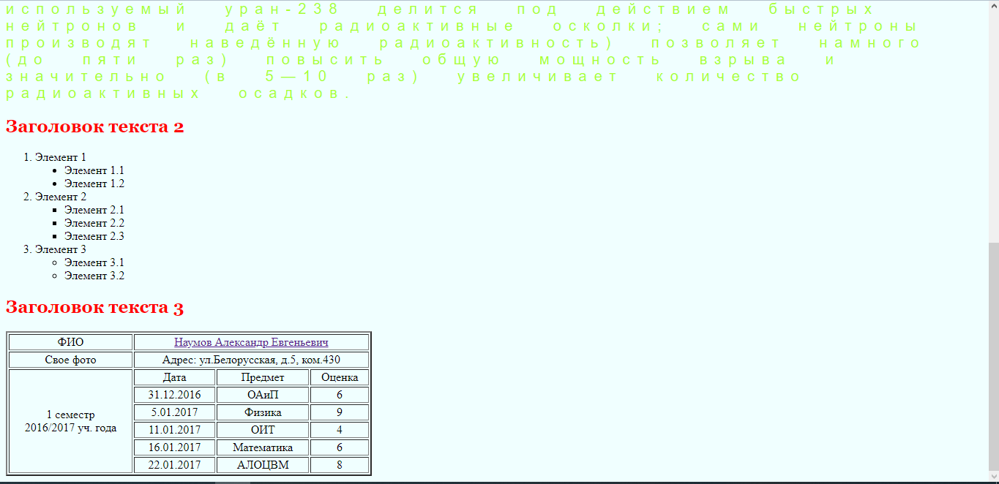 используемый уран-238 делится под действием быстрых
нейтронов и даёт радиоактивные осколки; сами нейтроны
производят наведённую радиоактивность) позволяет намного
(до пяти раз) повысить общую мощность взрыва и
значительно (в 5—10 раз) увеличивает количество
радиоактивных осадков.
Заголовок текста 2
1. Элемент 1
• Элемент 1.1
• Элемент 1.2
2. Элемент 2
▪ Элемент 2.1
▪ Элемент 2.2
▪ Элемент 2.3
3. Элемент 3
◦ Элемент 3.1
◦ Элемент 3.2
Заголовок текста 3
ФИО Наумов Александр Евгеньевич
Свое фото Адрес: ул.Белорусская, д.5, ком.430
1 семестр
2016/2017 уч. года
Дата Предмет Оценка
31.12.2016 ОАиП 6
5.01.2017 Физика 9
11.01.2017 ОИТ 4
16.01.2017 Математика 6
22.01.2017 АЛОЦВМ 8